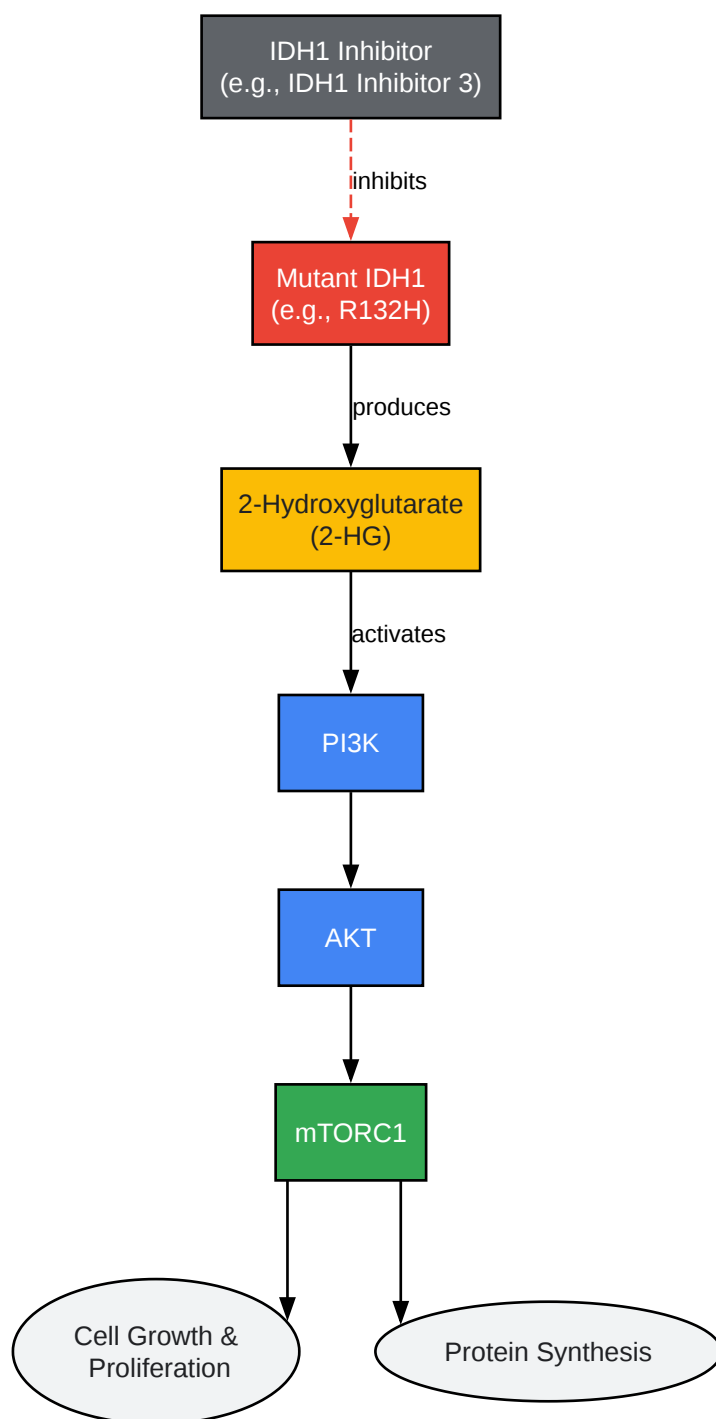 IDH1 Inhibitor
(e.g., IDH1 Inhibitor 3)
inhibits
Mutant IDH1
(e.g., R132H)
produces
2-Hydroxyglutarate
(2-HG)
activates
PI3K
AKT
mTORC1
Cell Growth &
Proliferation
Protein Synthesis